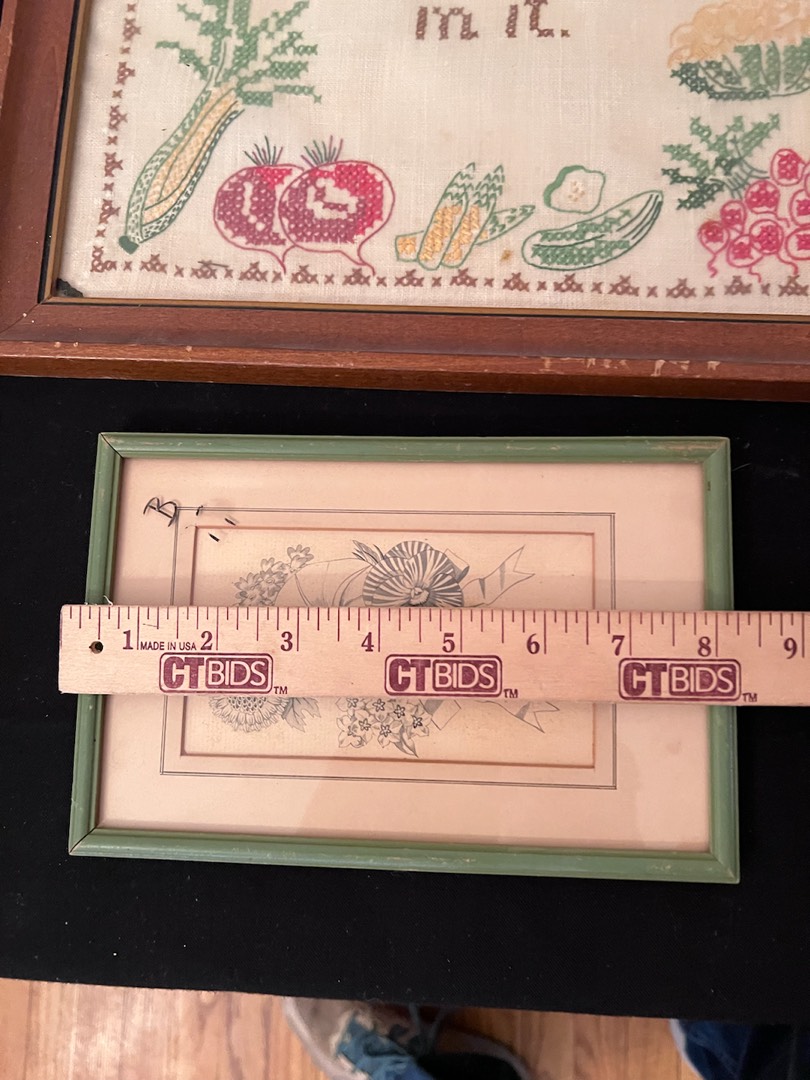 in it.
1 MADE IN USA 2 3 4 5 6 7 8 9
CTBIDS TM CTBIDS TM CTBIDS TM